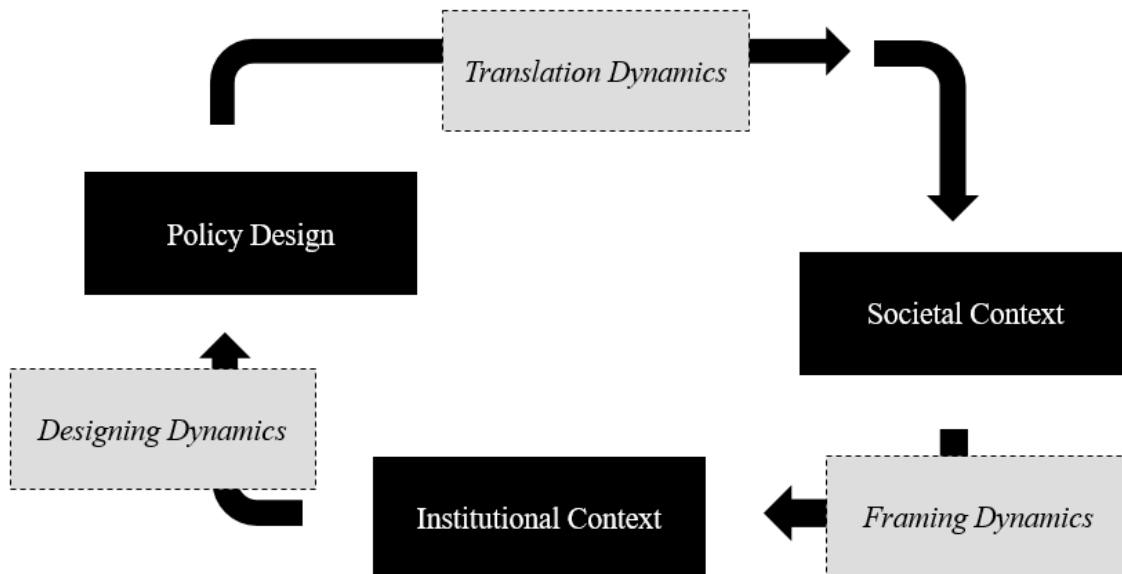 Translation Dynamics
Policy Design
Societal Context
Designing Dynamics
Institutional Context
Framing Dynamics